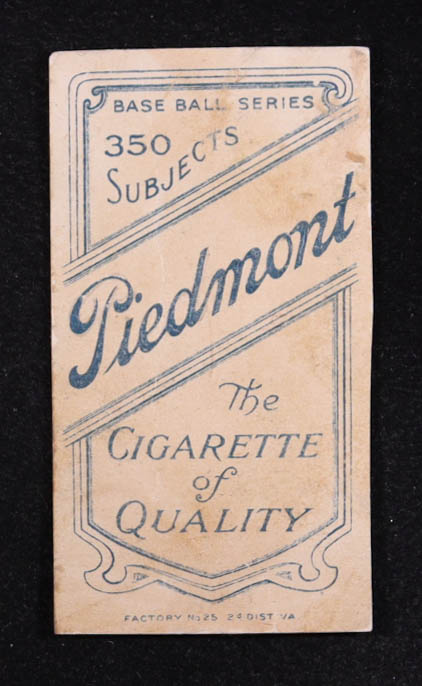 BASE BALL SERIES
350
SUBJECTS
Piedmont
The
CIGARETTE
of
QUALITY
FACTORY No 25 2d DIST VA